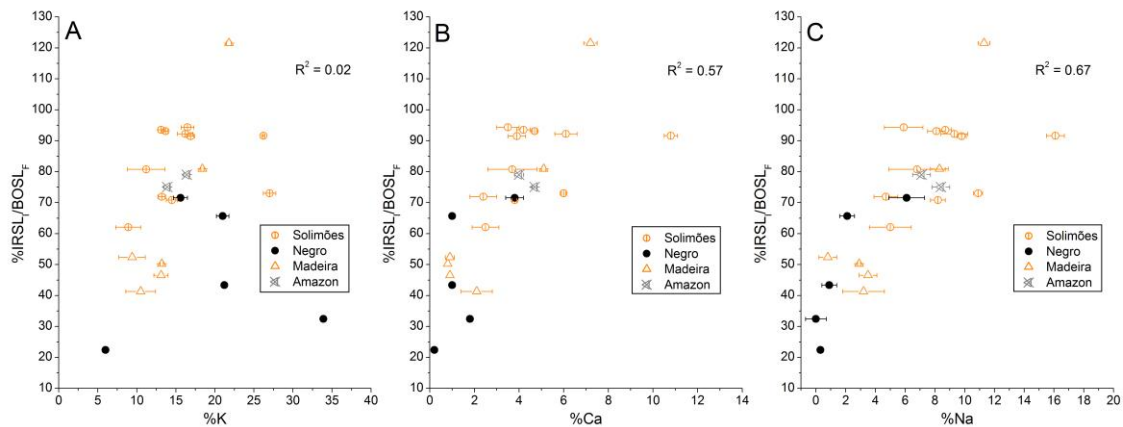 A
R² = 0.02
%IRSL_I/BOSL_F
130
120
110
100
90
80
70
60
50
40
30
20
10
Solimões
Negro
Madeira
Amazon
0 5 10 15 20 25 30 35 40
%K
B
R² = 0.57
%IRSL_I/BOSL_F
130
120
110
100
90
80
70
60
50
40
30
20
10
Solimões
Negro
Madeira
Amazon
0 2 4 6 8 10 12 14
%Ca
C
R² = 0.67
%IRSL_I/BOSL_F
130
120
110
100
90
80
70
60
50
40
30
20
10
Solimões
Negro
Madeira
Amazon
0 2 4 6 8 10 12 14 16 18 20
%Na